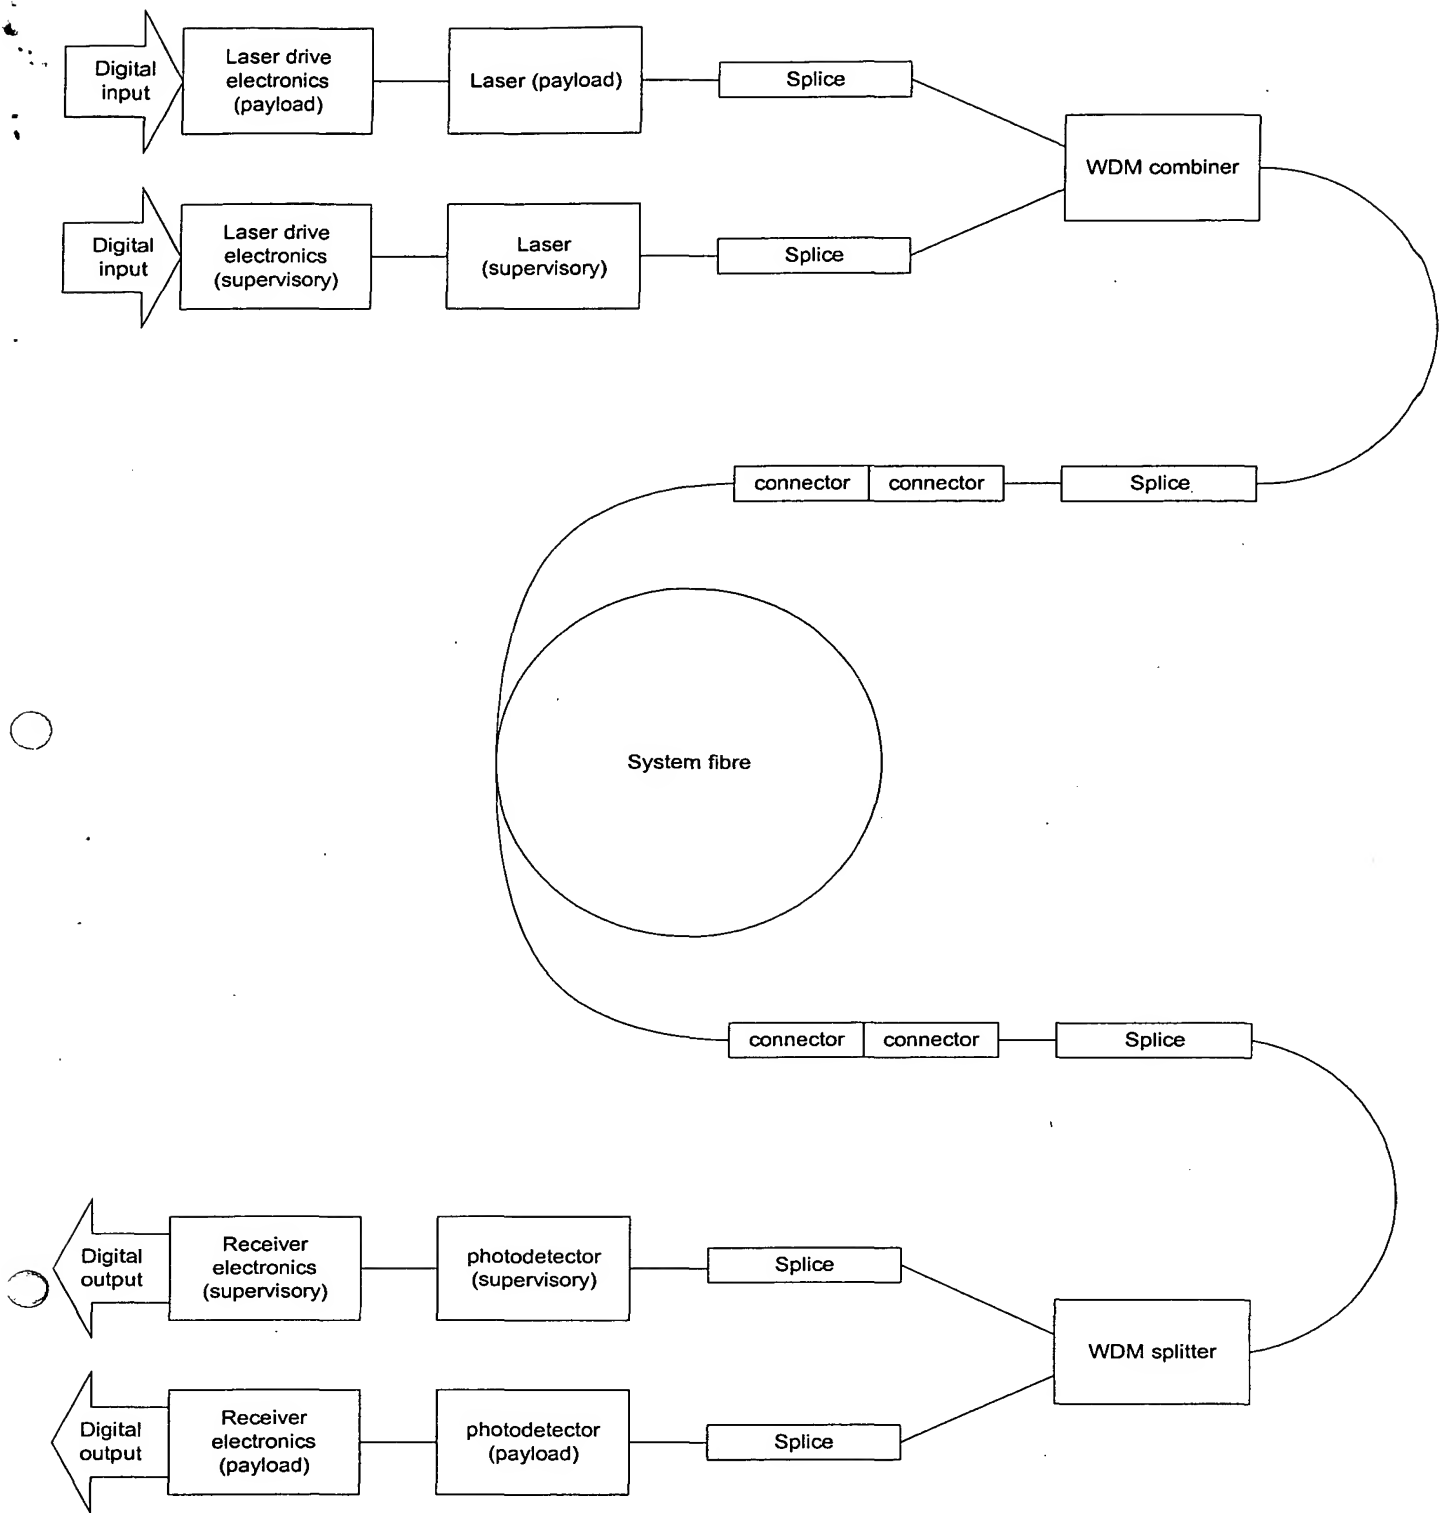 Digital
input
Laser drive
electronics
(payload)
Laser (payload)
Splice
WDM combiner
Digital
input
Laser drive
electronics
(supervisory)
Laser
(supervisory)
Splice
connector
connector
Splice
System fibre
connector
connector
Splice
Digital
output
Receiver
electronics
(supervisory)
photodetector
(supervisory)
Splice
WDM splitter
Digital
output
Receiver
electronics
(payload)
photodetector
(payload)
Splice